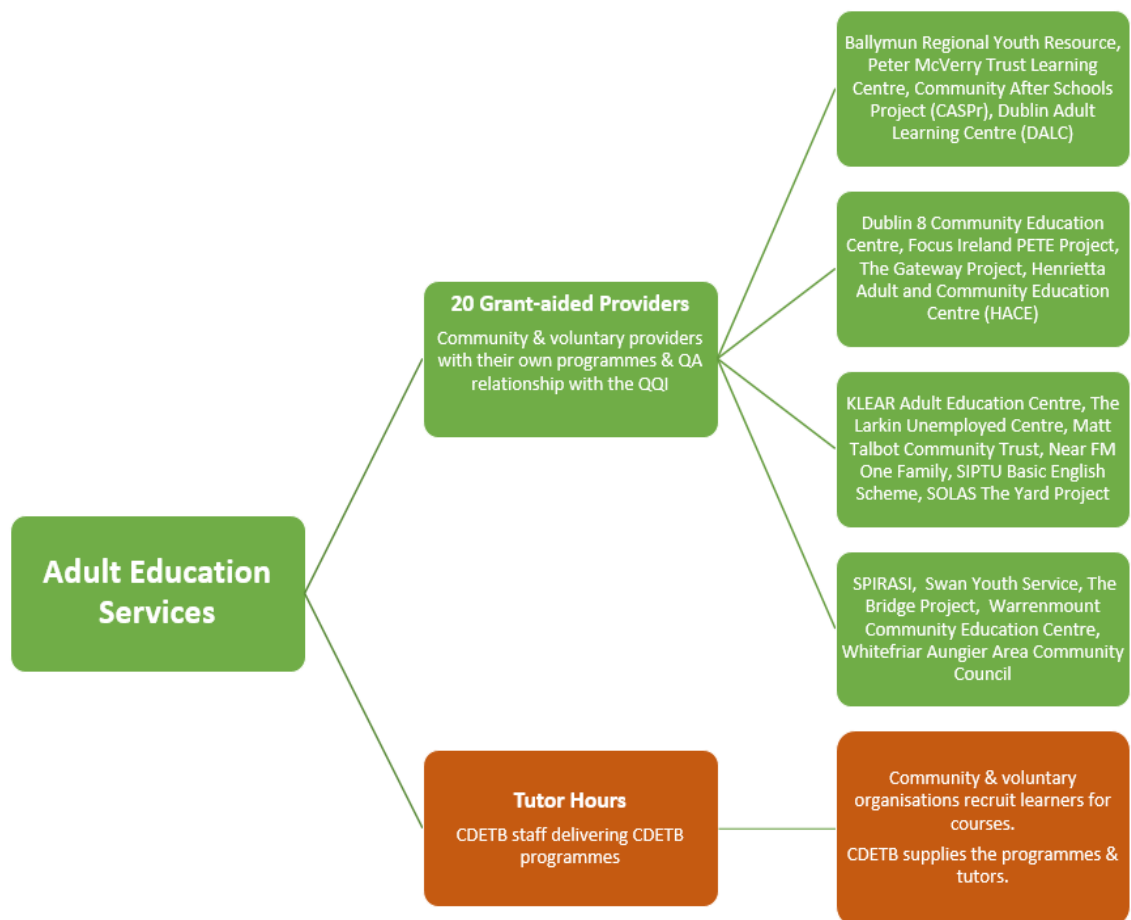 Adult Education
Services
20 Grant-aided Providers
Community & voluntary providers
with their own programmes & QA
relationship with the QQI
Ballymun Regional Youth Resource,
Peter McVerry Trust Learning
Centre, Community After Schools
Project (CASPr), Dublin Adult
Learning Centre (DALC)
Dublin 8 Community Education
Centre, Focus Ireland PETE Project,
The Gateway Project, Henrietta
Adult and Community Education
Centre (HACE)
KLEAR Adult Education Centre, The
Larkin Unemployed Centre, Matt
Talbot Community Trust, Near FM
One Family, SIPTU Basic English
Scheme, SOLAS The Yard Project
SPIRASI, Swan Youth Service, The
Bridge Project, Warrenmount
Community Education Centre,
Whitefriar Aungier Area Community
Council
Tutor Hours
CDETB staff delivering CDETB
programmes
Community & voluntary
organisations recruit learners for
courses.
CDETB supplies the programmes &
tutors.